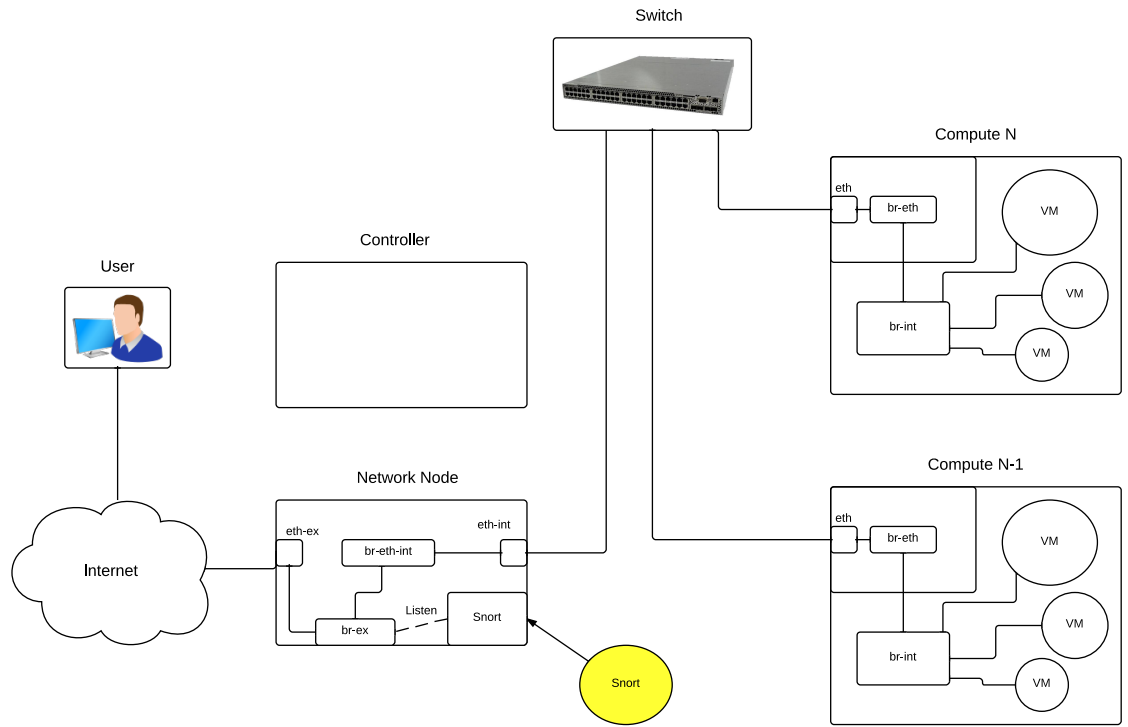 Switch
Compute N
eth
br-eth
VM
VM
br-int
VM
Controller
User
Compute N-1
eth
br-eth
VM
VM
br-int
VM
Network Node
eth-ex
eth-int
br-eth-int
Internet
Listen
Snort
br-ex
Snort